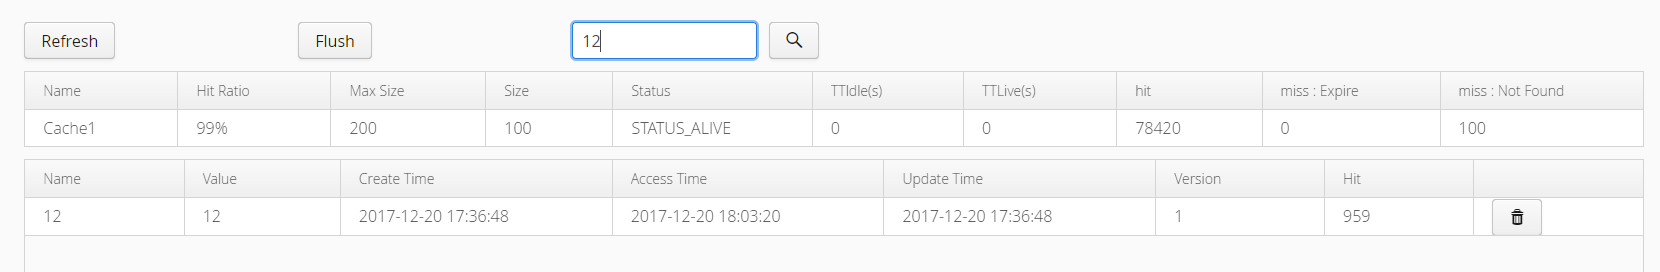 Refresh Flush 12
Name Hit Ratio Max Size Size Status TTIdle(s) TTLive(s) hit miss : Expire miss : Not Found
Cache1 99% 200 100 STATUS_ALIVE 0 0 78420 0 100
Name Value Create Time Access Time Update Time Version Hit
12 12 2017-12-20 17:36:48 2017-12-20 18:03:20 2017-12-20 17:36:48 1 959